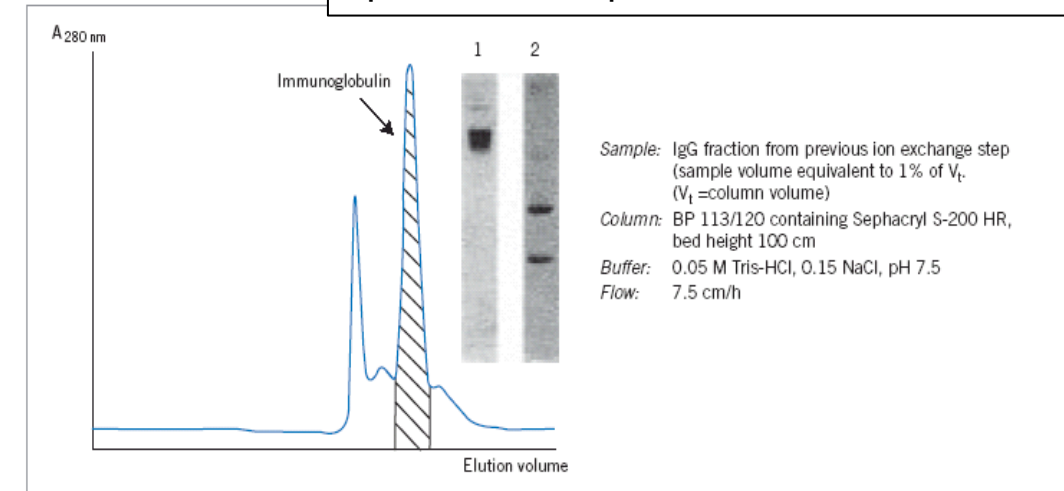 A280 nm
1 2
Immunoglobulin
Sample: IgG fraction from previous ion exchange step
(sample volume equivalent to 1% of Vt.
(Vt =column volume)
Column: BP 113/120 containing Sephacryl S-200 HR,
bed height 100 cm
Buffer: 0.05 M Tris-HCl, 0.15 NaCl, pH 7.5
Flow: 7.5 cm/h
Elution volume